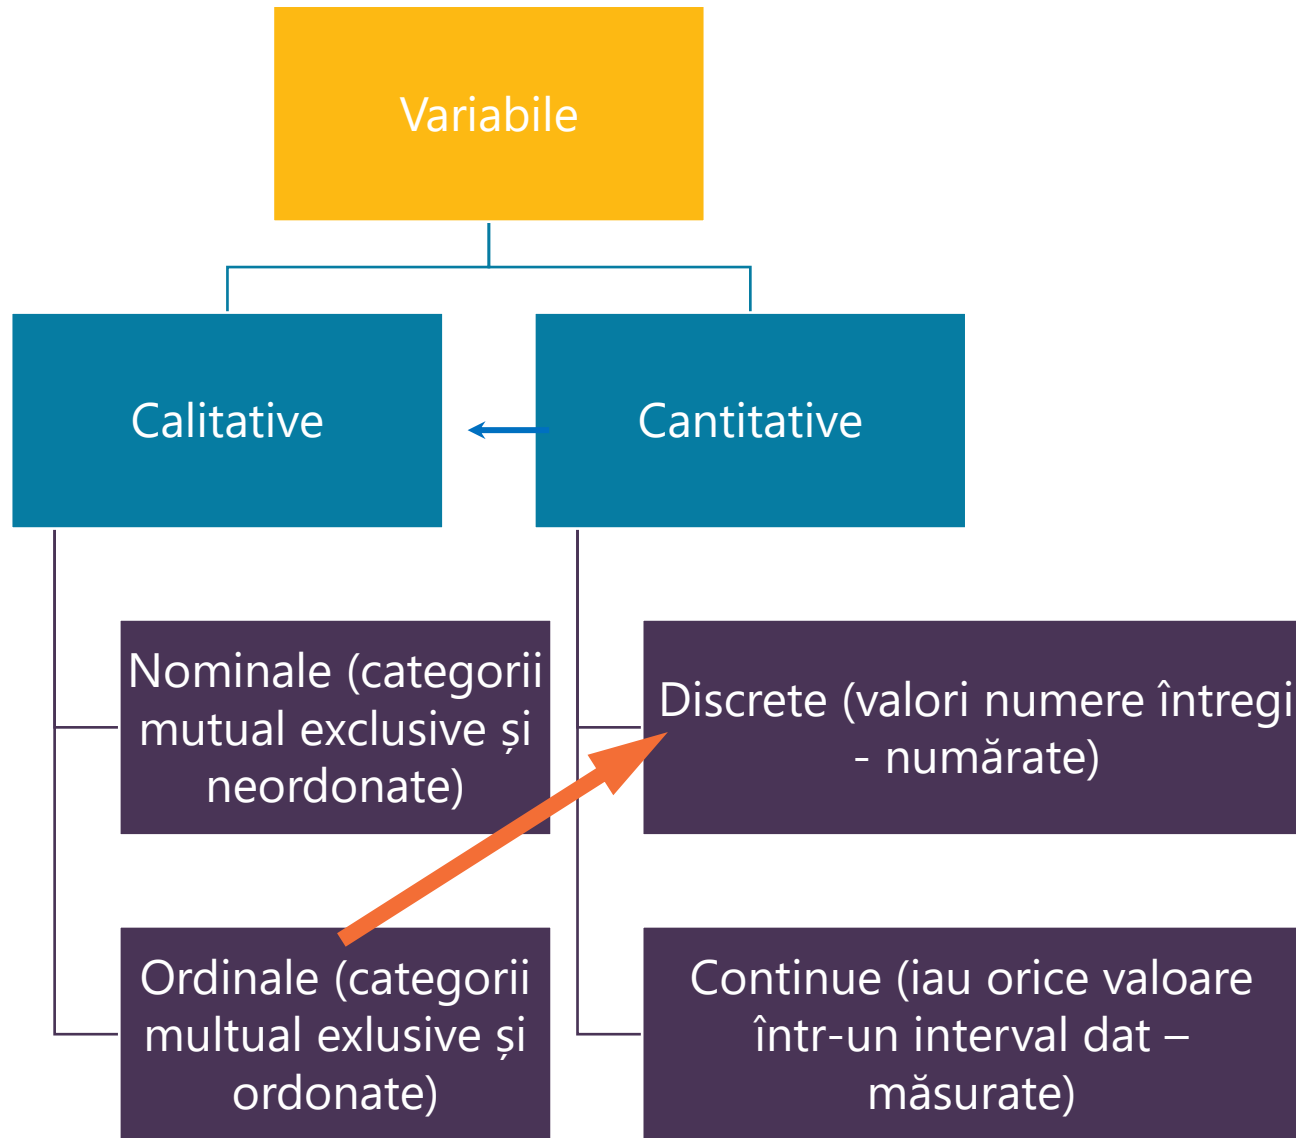 Variabile
Calitative
Cantitative
Nominale (categorii
mutual exclusive și
neordonate)
Discrete (valori numere întregi
- numărate)
Ordinale (categorii
multual exlusive și
ordonate)
Continue (iau orice valoare
într-un interval dat –
măsurate)